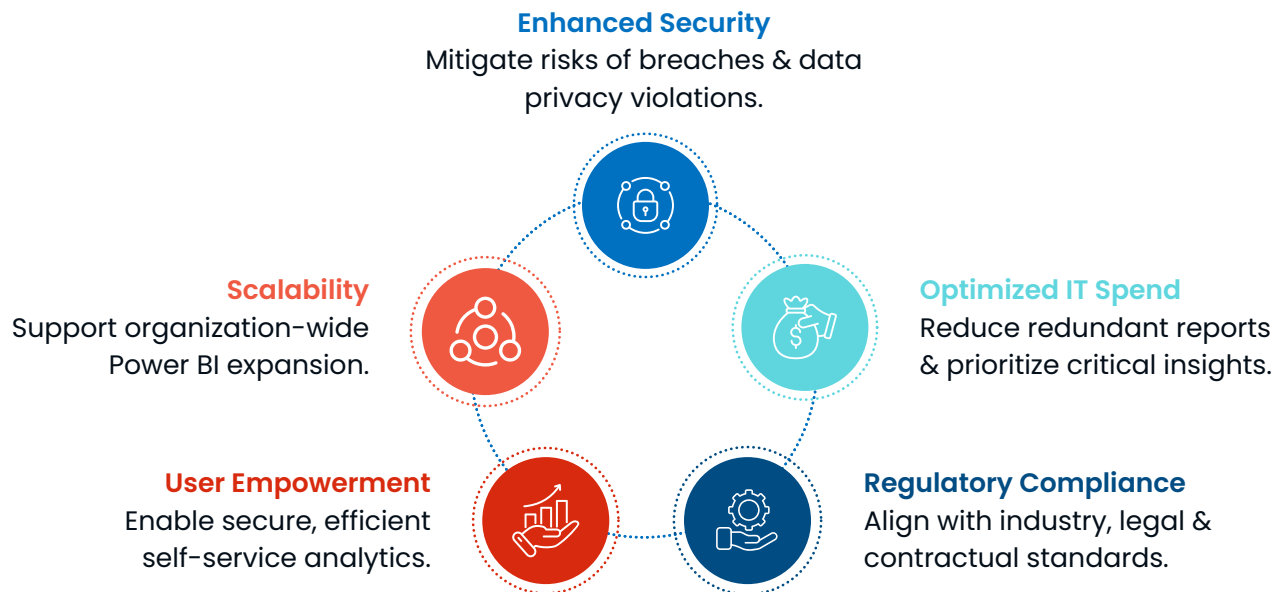 Enhanced Security
Mitigate risks of breaches & data
privacy violations.
Scalability
Support organization-wide
Power BI expansion.
Optimized IT Spend
Reduce redundant reports
& prioritize critical insights.
$
User Empowerment
Enable secure, efficient
self-service analytics.
Regulatory Compliance
Align with industry, legal &
contractual standards.